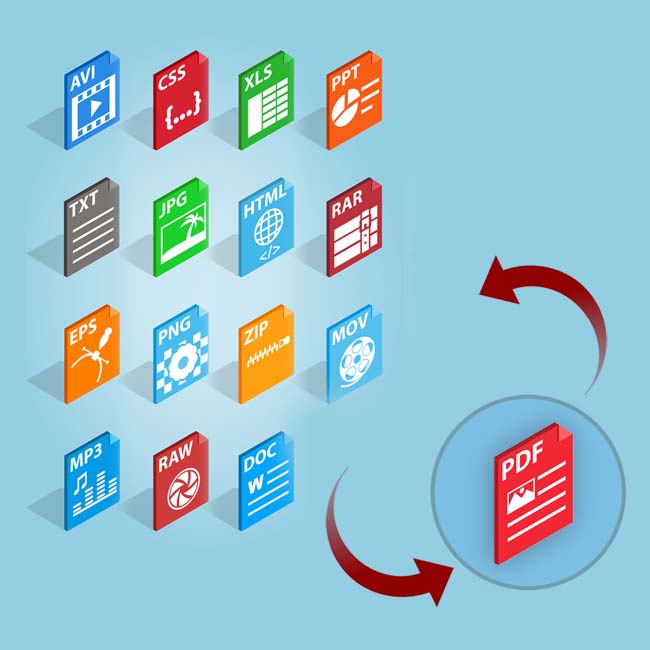 AVI
CSS
{...}
XLS
PPT
TXT
JPG
HTML
</>
RAR
EPS
PNG
ZIP
MOV
MP3
RAW
DOC
W
PDF